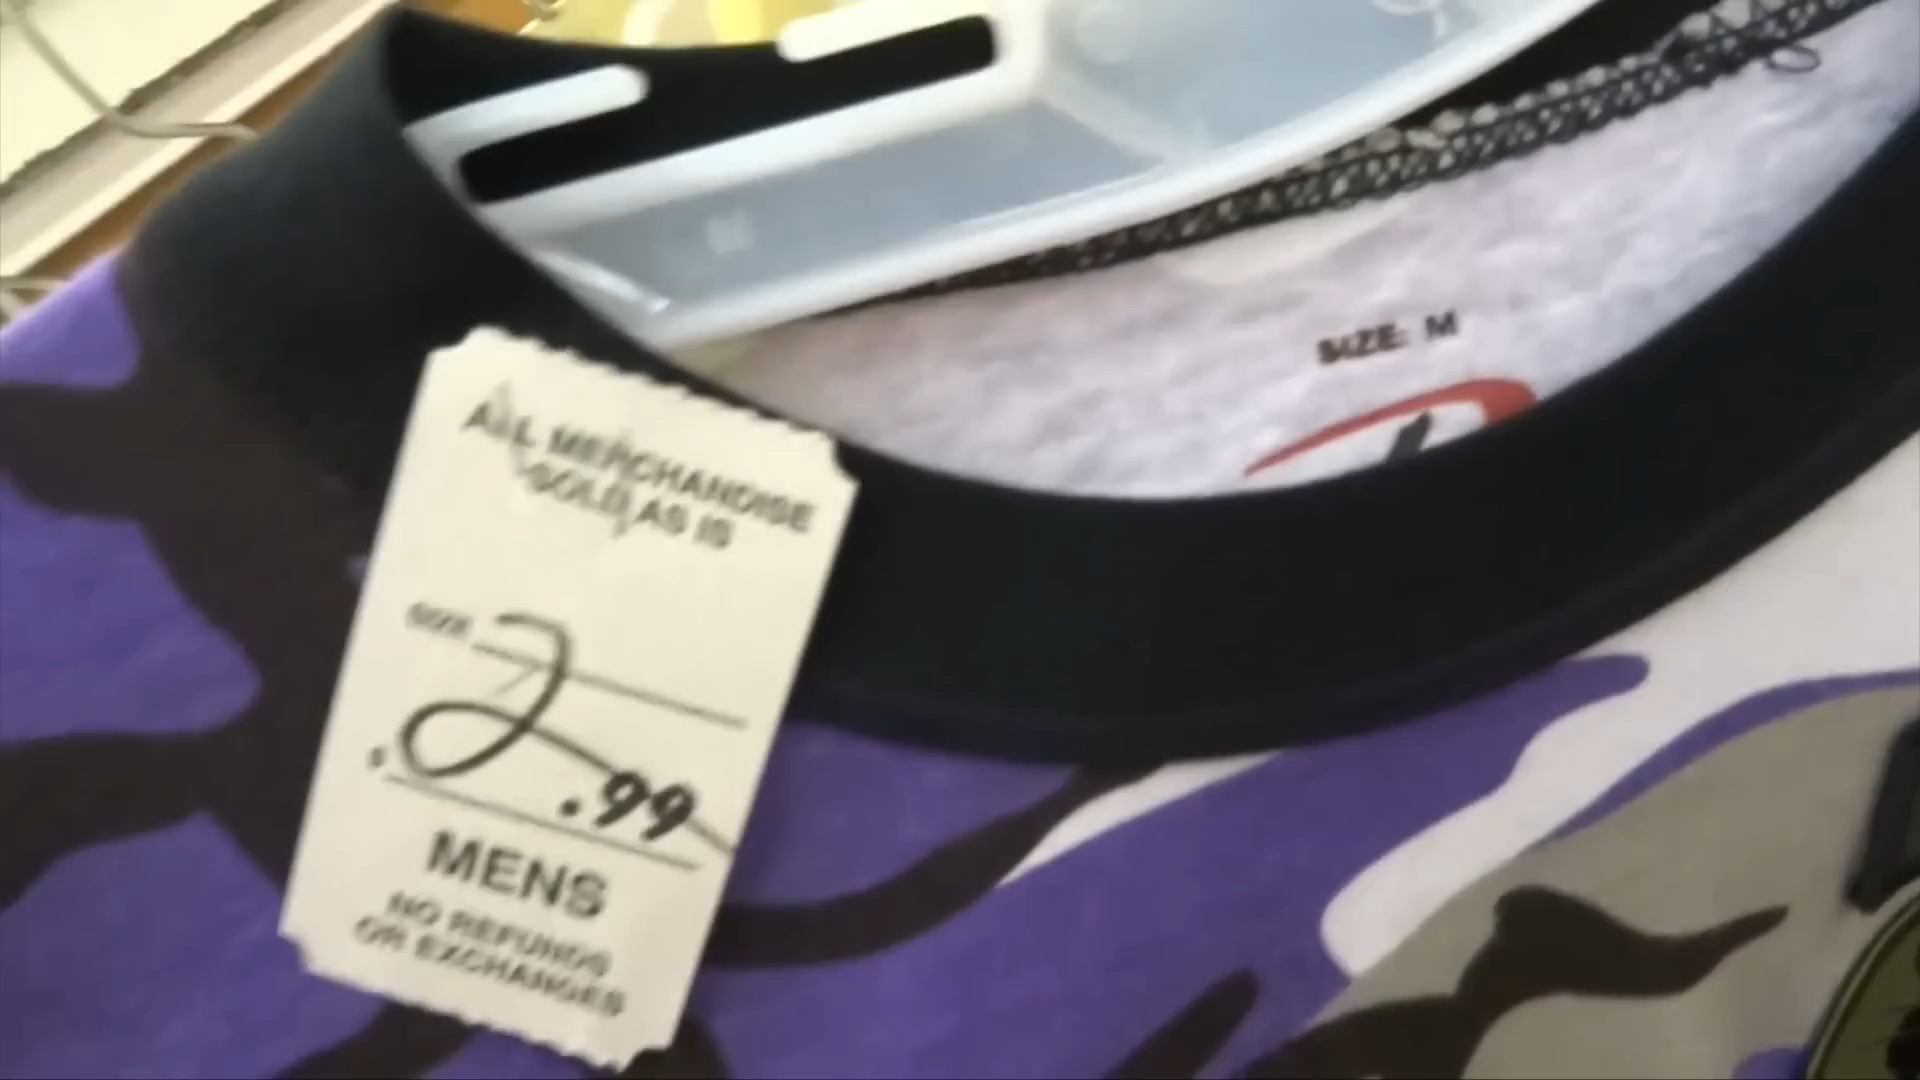 SIZE: M
ALL MERCHANDISE
SOLD AS IS
SIZE
2.99
MENS
NO REFUNDS
OR EXCHANGES